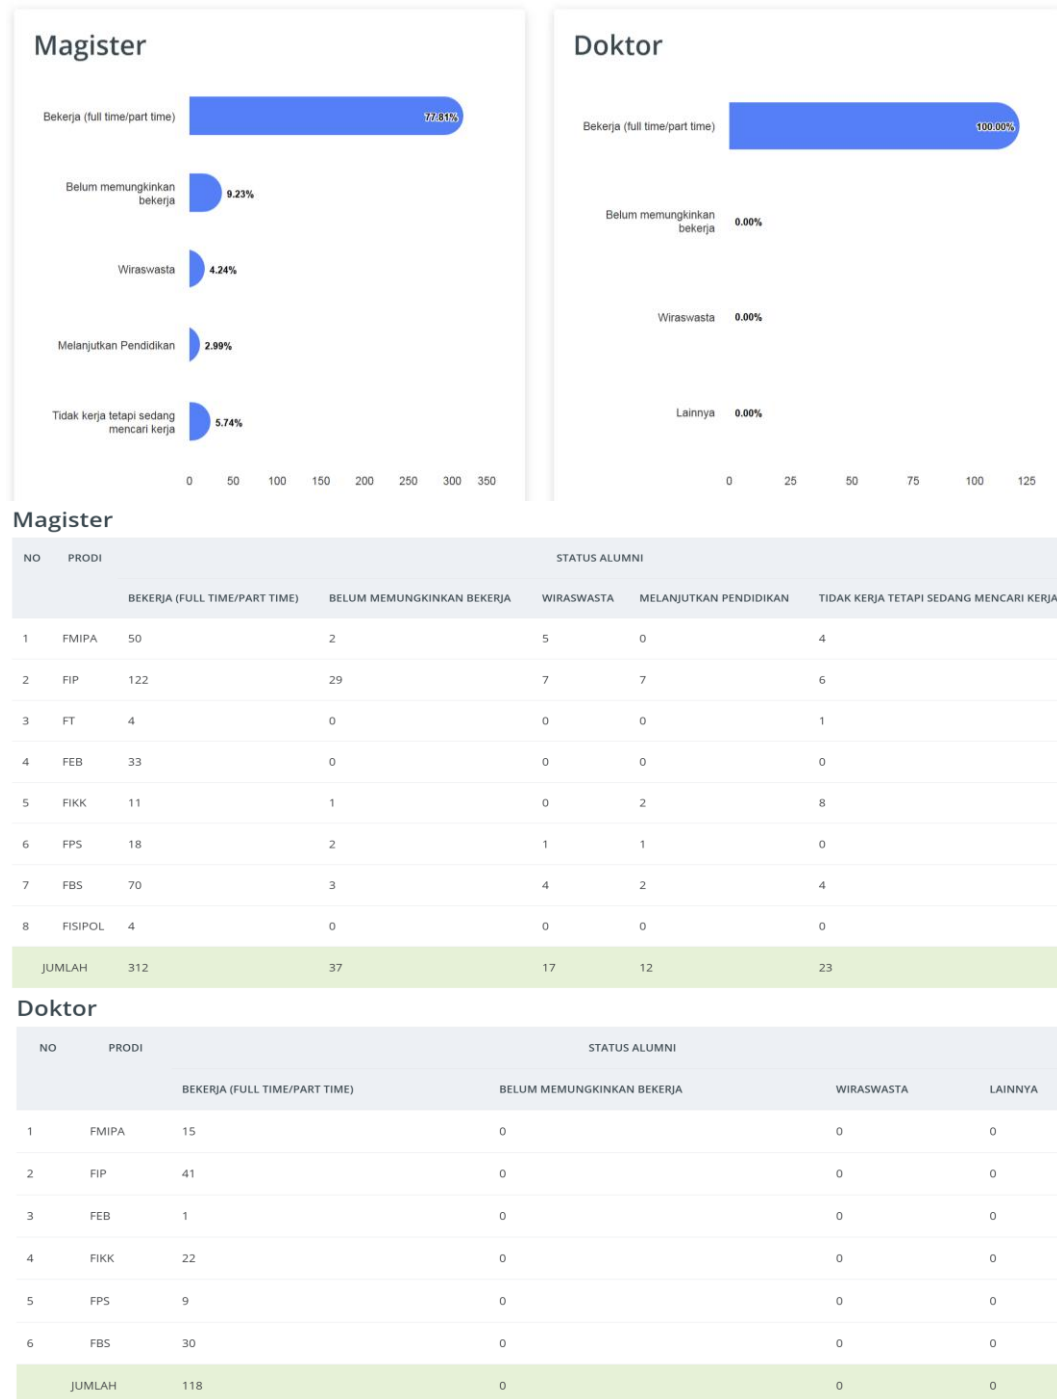 Magister
Bekerja (full time/part time)
77.81%
Belum memungkinkan
bekerja
9.23%
Wiraswasta
4.24%
Melanjutkan Pendidikan
2.99%
Tidak kerja tetapi sedang
mencari kerja
5.74%
0 50 100 150 200 250 300 350
Doktor
Bekerja (full time/part time)
100.00%
Belum memungkinkan
bekerja
0.00%
Wiraswasta
0.00%
Lainnya
0.00%
0 25 50 75 100 125
Magister
NO PRODI STATUS ALUMNI
BEKERJA (FULL TIME/PART TIME) BELUM MEMUNGKINKAN BEKERJA WIRASWASTA MELANJUTKAN PENDIDIKAN TIDAK KERJA TETAPI SEDANG MENCARI KERJA
1 FMIPA 50 2 5 0 4
2 FIP 122 29 7 7 6
3 FT 4 0 0 0 1
4 FEB 33 0 0 0 0
5 FIKK 11 1 0 2 8
6 FPS 18 2 1 1 0
7 FBS 70 3 4 2 4
8 FISIPOL 4 0 0 0 0
JUMLAH 312 37 17 12 23
Doktor
NO PRODI STATUS ALUMNI
BEKERJA (FULL TIME/PART TIME) BELUM MEMUNGKINKAN BEKERJA WIRASWASTA LAINNYA
1 FMIPA 15 0 0 0
2 FIP 41 0 0 0
3 FEB 1 0 0 0
4 FIKK 22 0 0 0
5 FPS 9 0 0 0
6 FBS 30 0 0 0
JUMLAH 118 0 0 0